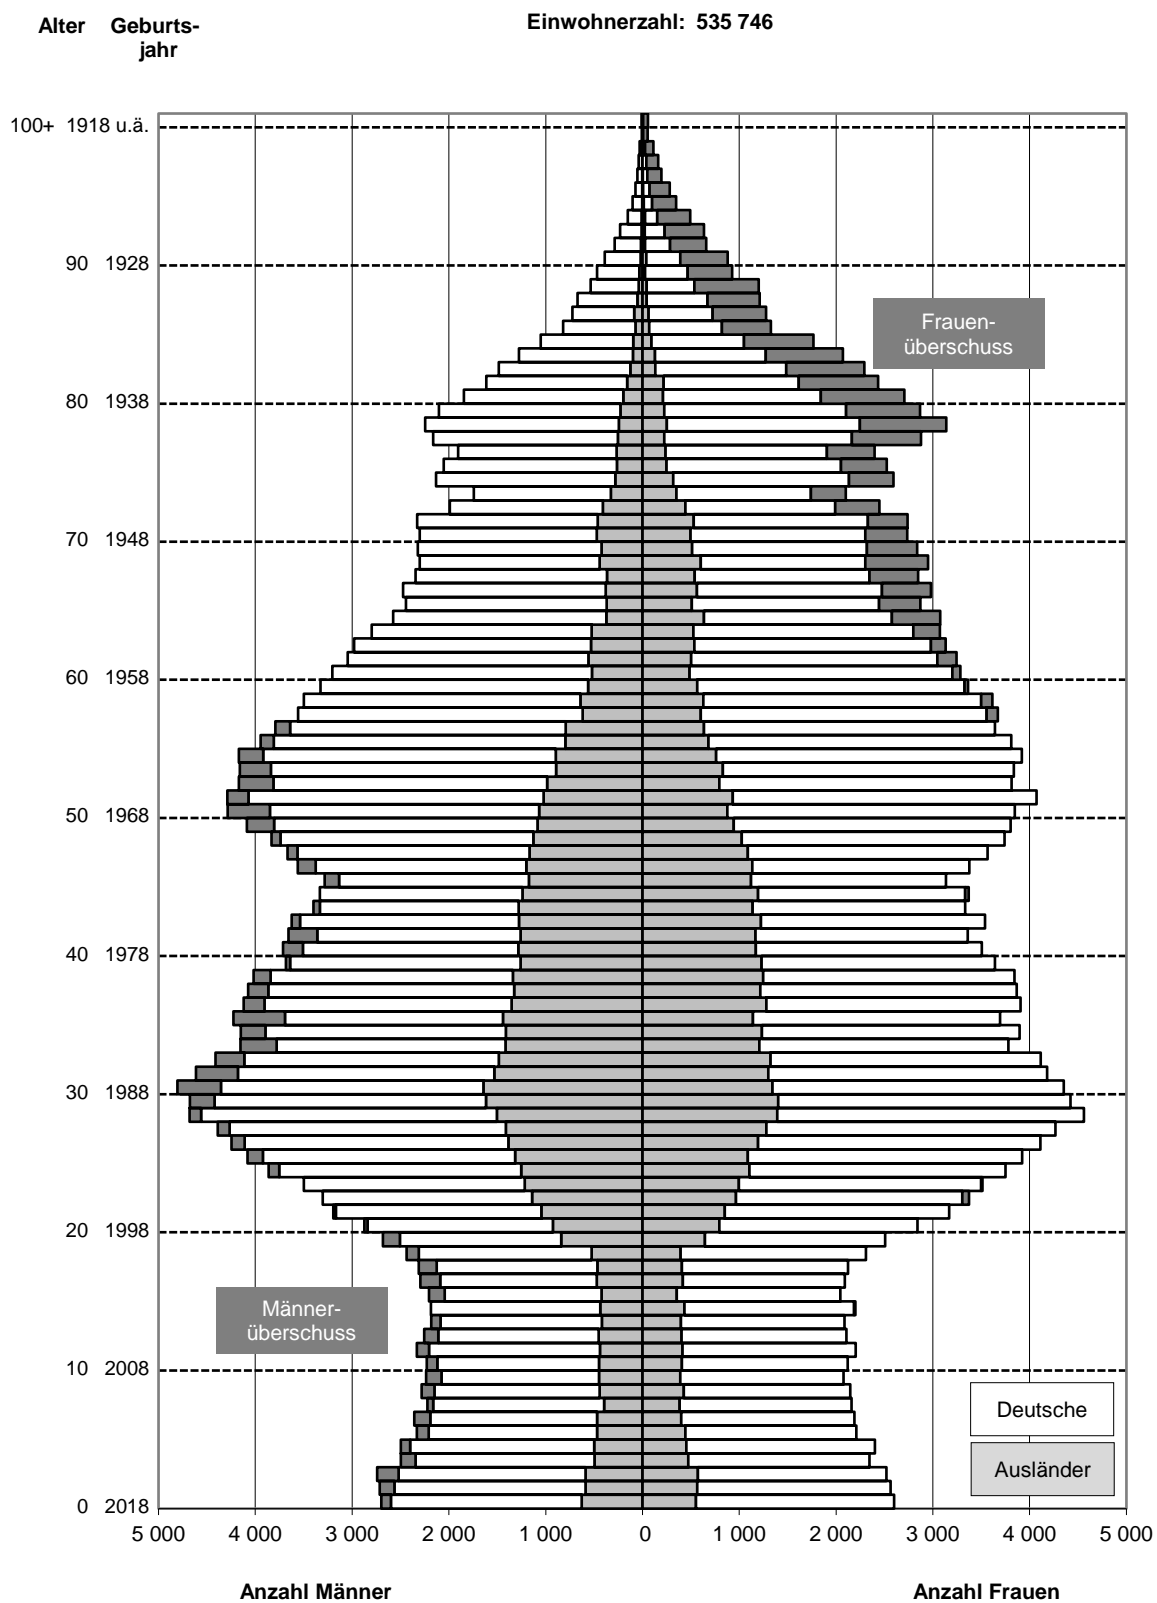 Einwohnerzahl: 535 746
Alter Geburts-
jahr
100+ 1918 u.ä.
90 1928
Frauen-
überschuss
80 1938
70 1948
60 1958
50 1968
40 1978
30 1988
20 1998
Männer-
überschuss
10 2008
Deutsche
Ausländer
0 2018
5 000 4 000 3 000 2 000 1 000 0 1 000 2 000 3 000 4 000 5 000
Anzahl Männer Anzahl Frauen